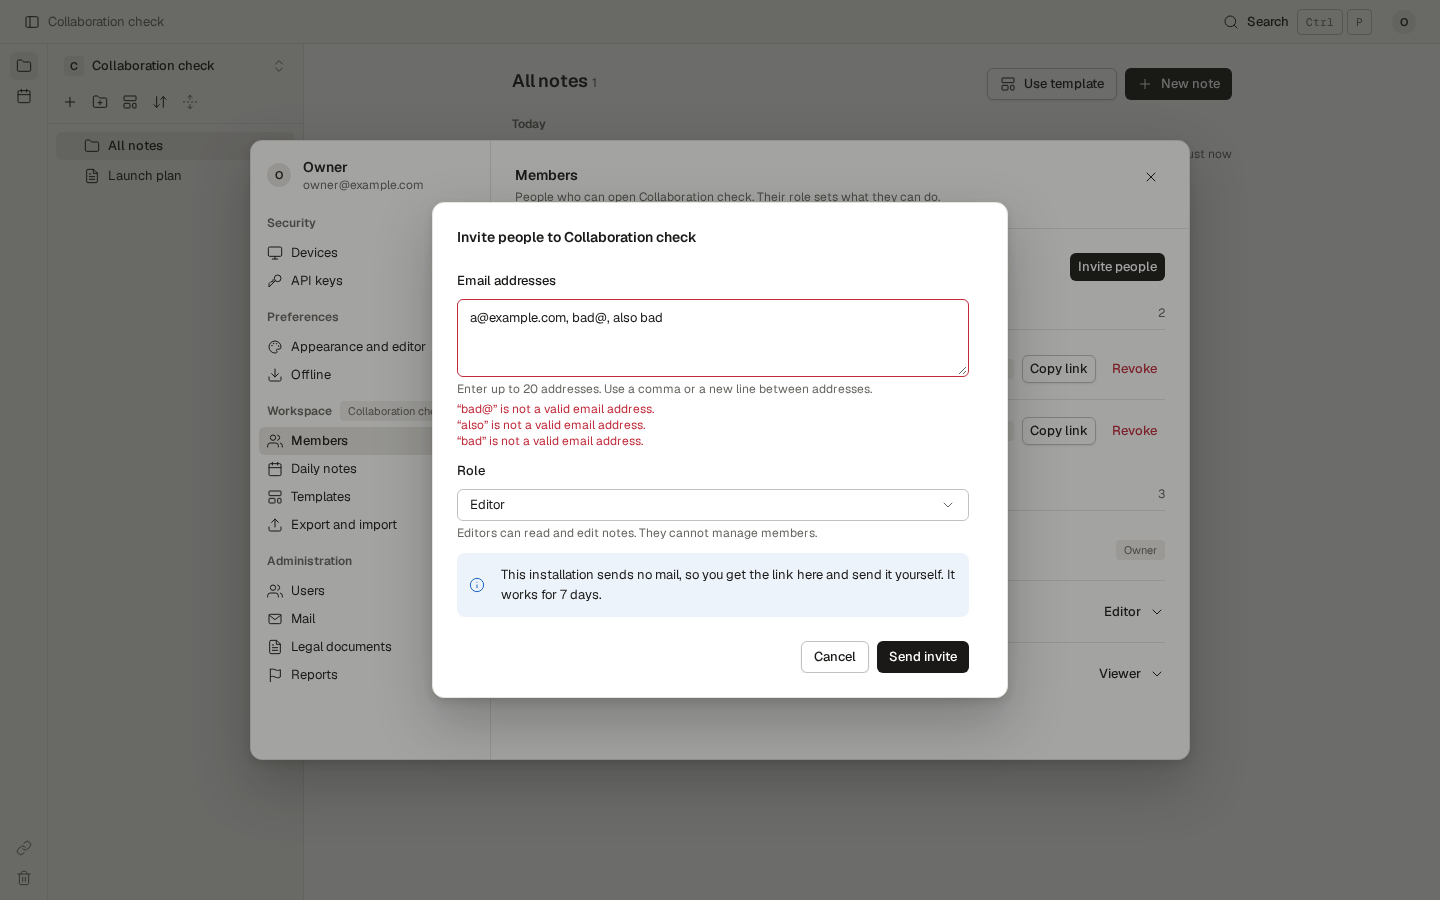 Collaboration check
Search Ctrl P O
C Collaboration check
All notes
Launch plan
All notes 1
Use template
New note
Today
ust now
O
Owner
owner@example.com
Security
Devices
API keys
Preferences
Appearance and editor
Offline
Workspace Collaboration che
Members
Daily notes
Templates
Export and import
Administration
Users
Mail
Legal documents
Reports
Members
People who can open Collaboration check. Their role sets what they can do.
Invite people
2
Copy link Revoke
Copy link Revoke
3
Owner
Editor
Viewer
Invite people to Collaboration check
Email addresses
a@example.com, bad@, also bad
Enter up to 20 addresses. Use a comma or a new line between addresses.
“bad@” is not a valid email address.
“also” is not a valid email address.
“bad” is not a valid email address.
Role
Editor
Editors can read and edit notes. They cannot manage members.
This installation sends no mail, so you get the link here and send it yourself. It
works for 7 days.
Cancel
Send invite